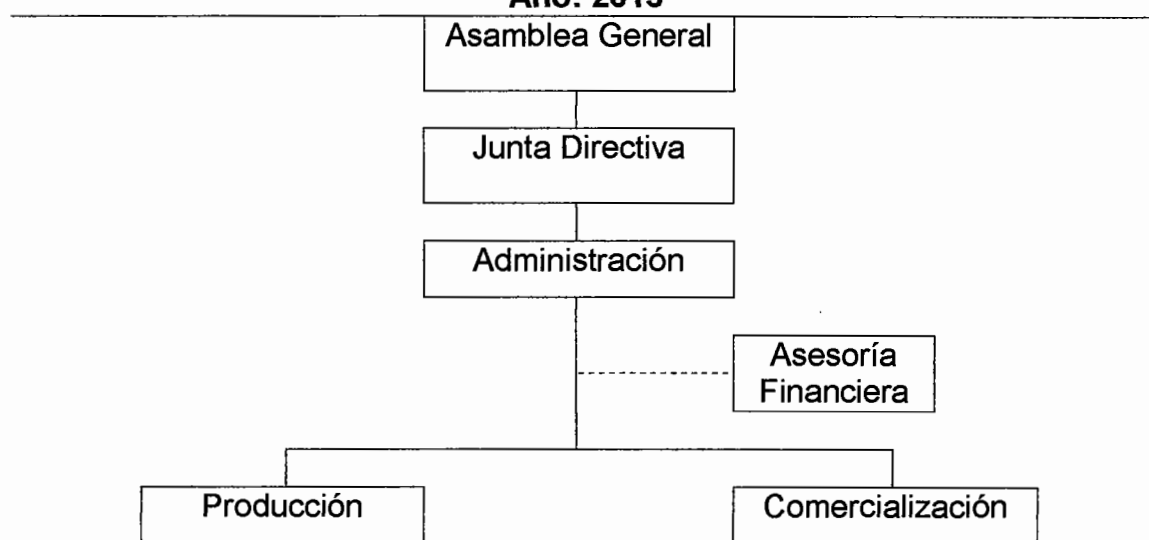 Asamblea General
Junta Directiva
Administración
Asesoría
Financiera
Producción
Comercialización